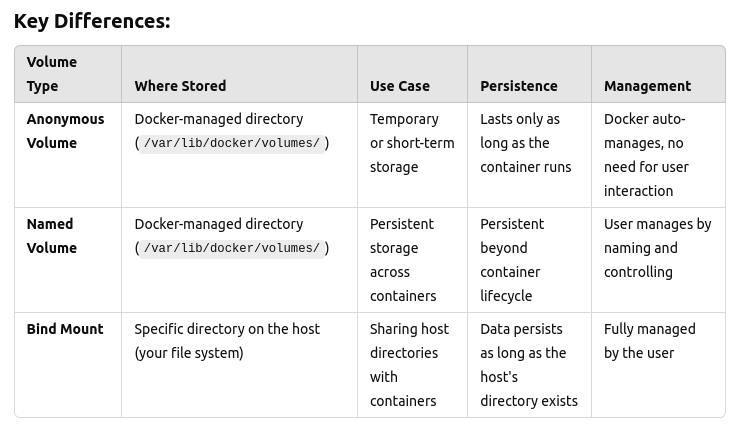 Key Differences:
Volume
Type Where Stored Use Case Persistence Management
Anonymous Docker-managed directory Temporary Lasts only as Docker auto-
Volume ( /var/lib/docker/volumes/ ) or short-term long as the manages, no
storage container runs need for user
interaction
Named Docker-managed directory Persistent Persistent User manages by
Volume ( /var/lib/docker/volumes/ ) storage beyond naming and
across container controlling
containers lifecycle
Bind Mount Specific directory on the host Sharing host Data persists Fully managed
(your file system) directories as long as the by the user
with host's
containers directory exists